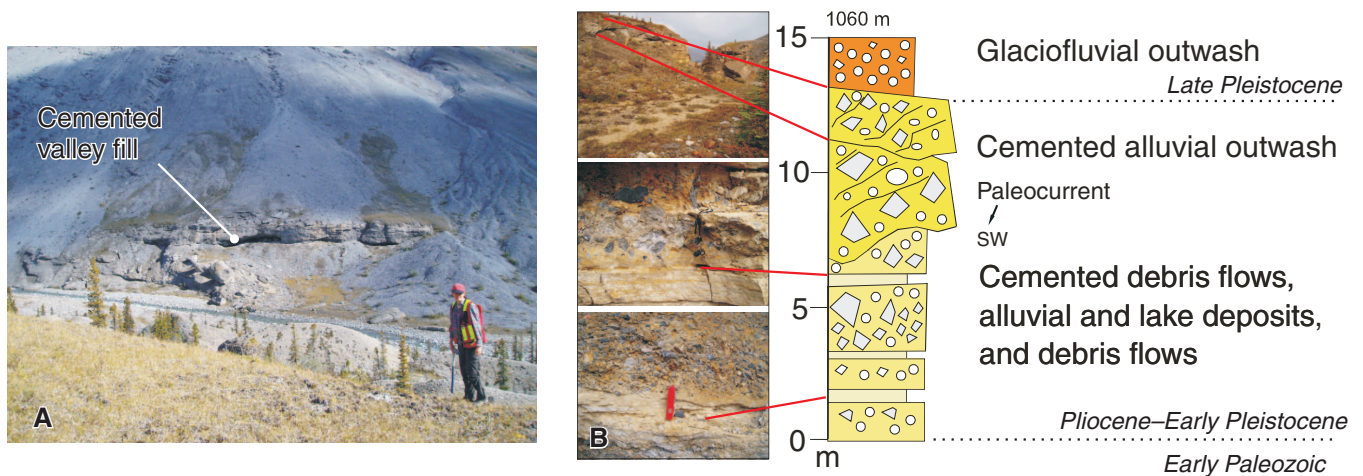 Cemented
valley fill
A
B
1060 m
15
10
5
0
m
Glaciofluvial outwash
Late Pleistocene
Cemented alluvial outwash
Paleocurrent
SW
Cemented debris flows,
alluvial and lake deposits,
and debris flows
Pliocene–Early Pleistocene
Early Paleozoic